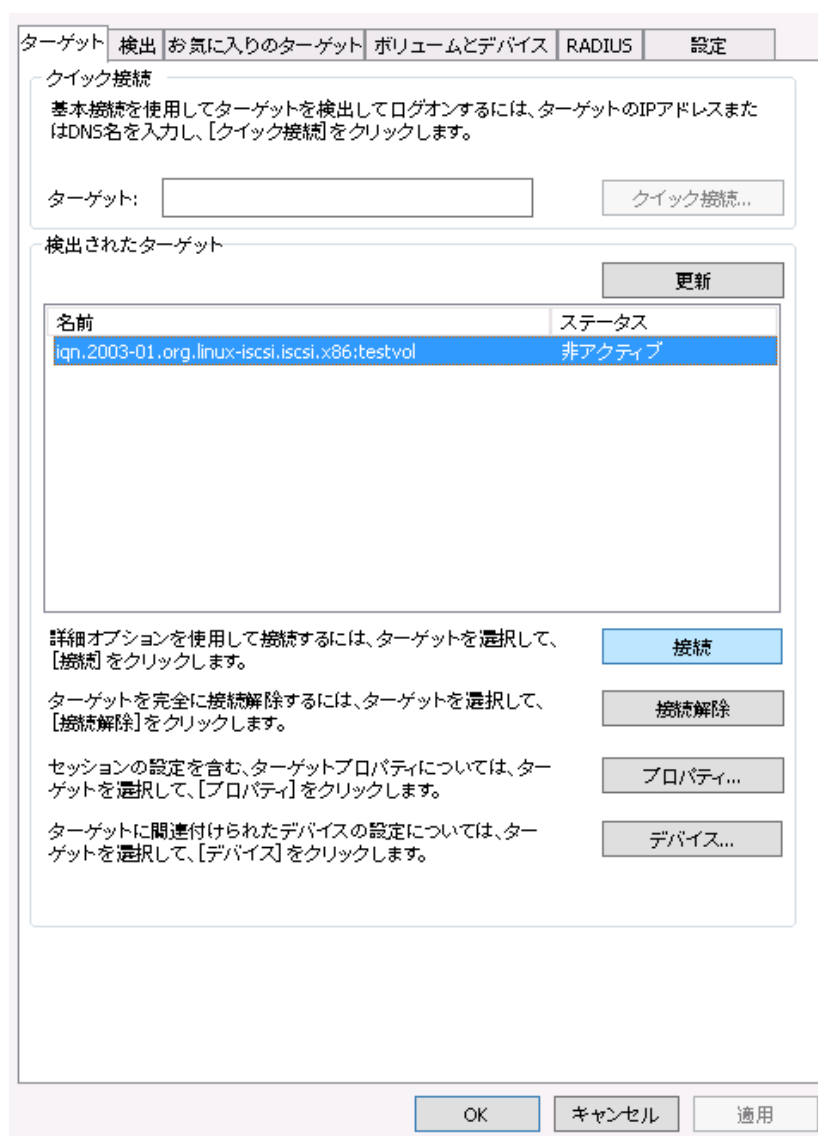 ターゲット 検出 お気に入りのターゲット ボリュームとデバイス RADIUS 設定
クイック接続
基本接続を使用してターゲットを検出してログオンするには、ターゲットのIPアドレスまた
はDNS名を入力し、[クイック接続]をクリックします。
ターゲット: クイック接続...
検出されたターゲット
更新
名前 ステータス
iqn.2003-01.org.linux-iscsi.iscsi.x86:testvol 非アクティブ
詳細オプションを使用して接続するには、ターゲットを選択して、
[接続]をクリックします。
接続
ターゲットを完全に接続解除するには、ターゲットを選択して、
[接続解除]をクリックします。
接続解除
セッションの設定を含む、ターゲットプロパティについては、ター
ゲットを選択して、[プロパティ]をクリックします。
プロパティ...
ターゲットに関連付けられたデバイスの設定については、ター
ゲットを選択して、[デバイス]をクリックします。
デバイス...
OK キャンセル 適用